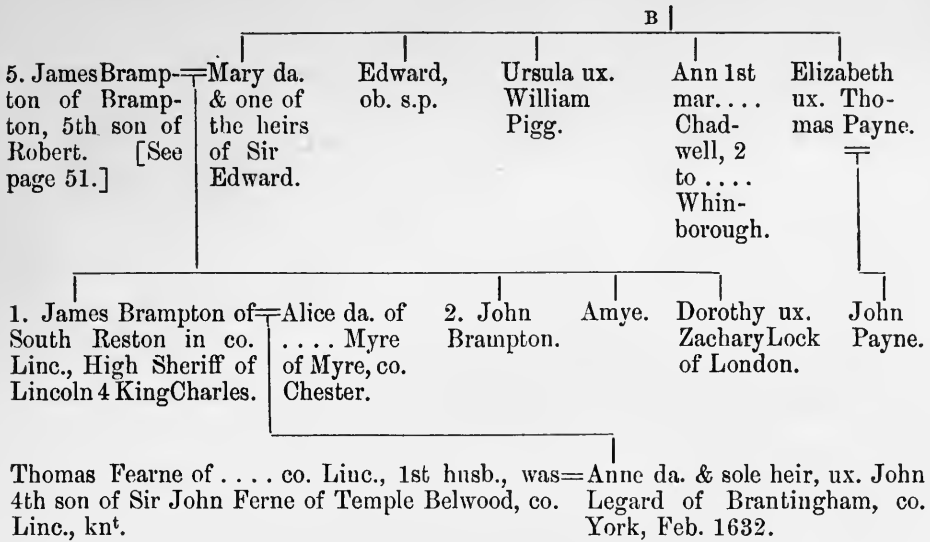 B
5. James Bramp-
ton of Bramp-
ton, 5th son of
Robert. [See
page 51.]
Mary da.
& one of
the heirs
of Sir
Edward.
Edward,
ob. s.p.
Ursula ux.
William
Pigg.
Ann 1st
mar. . . .
Chad-
well, 2
to . . . .
Whin-
borough.
Elizabeth
ux. Tho-
mas Payne.
1. James Brampton of
South Reston in co.
Linc., High Sheriff of
Lincoln 4 King Charles.
Alice da. of
. . . . Myre
of Myre, co.
Chester.
2. John
Brampton.
Amye.
Dorothy ux.
Zachary Lock
of London.
John
Payne.
Thomas Fearne of . . . . co. Linc., 1st husb., was
4th son of Sir John Ferne of Temple Belwood, co.
Linc., knᵗ.
Anne da. & sole heir, ux. John
Legard of Brantingham, co.
York, Feb. 1632.